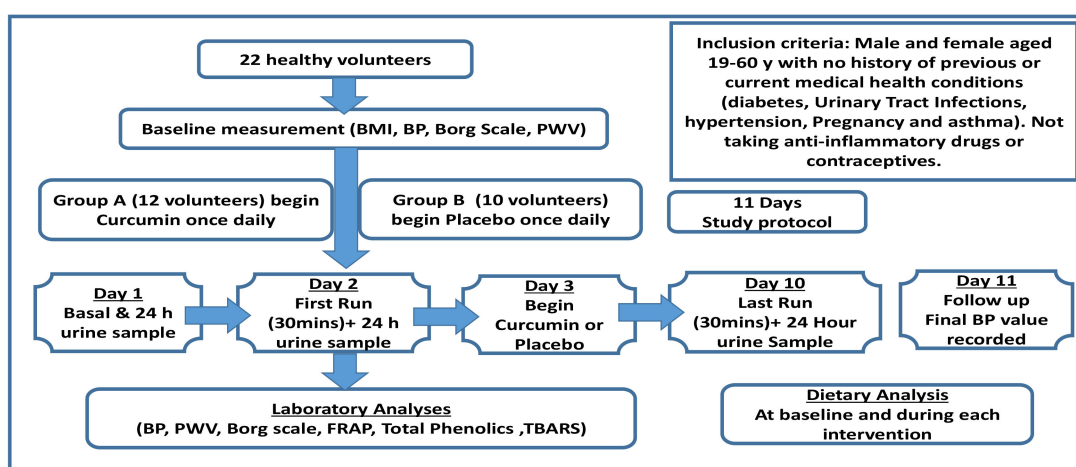 22 healthy volunteers
Inclusion criteria: Male and female aged
19-60 y with no history of previous or
current medical health conditions
(diabetes, Urinary Tract Infections,
hypertension, Pregnancy and asthma). Not
taking anti-inflammatory drugs or
contraceptives.
Baseline measurement (BMI, BP, Borg Scale, PWV)
Group A (12 volunteers) begin
Curcumin once daily
Group B (10 volunteers)
begin Placebo once daily
11 Days
Study protocol
Day 1
Basal & 24 h
urine sample
Day 2
First Run
(30mins)+ 24 h
urine sample
Day 3
Begin
Curcumin or
Placebo
Day 10
Last Run
(30mins)+ 24 Hour
urine Sample
Day 11
Follow up
Final BP value
recorded
Laboratory Analyses
(BP, PWV, Borg scale, FRAP, Total Phenolics ,TBARS)
Dietary Analysis
At baseline and during each
intervention